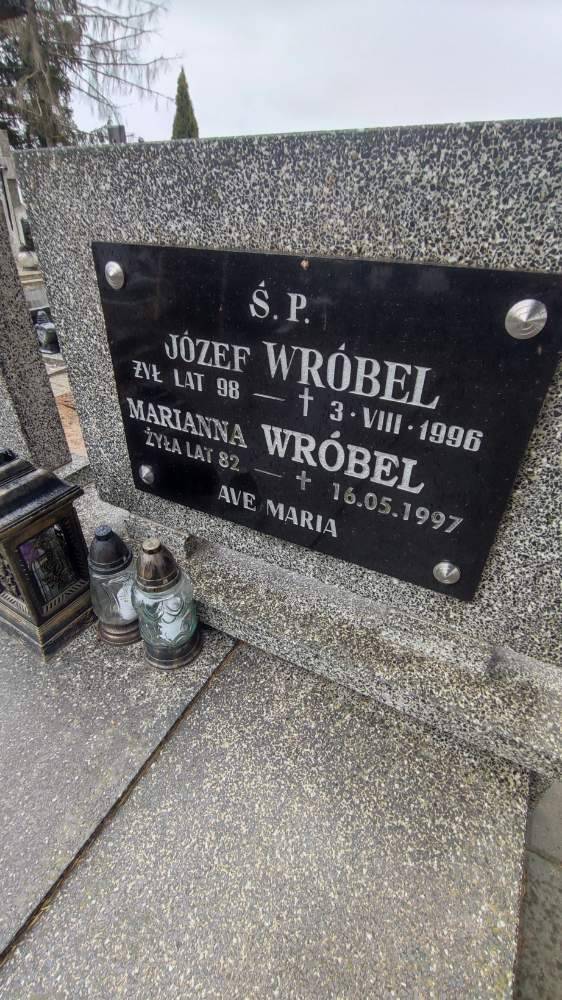 Ś. P.
JÓZEF WRÓBEL
ŻYŁ LAT 98 — † 3 · VIII · 1996
MARIANNA WRÓBEL
ŻYŁA LAT 82 — † 16.05.1997
AVE MARIA